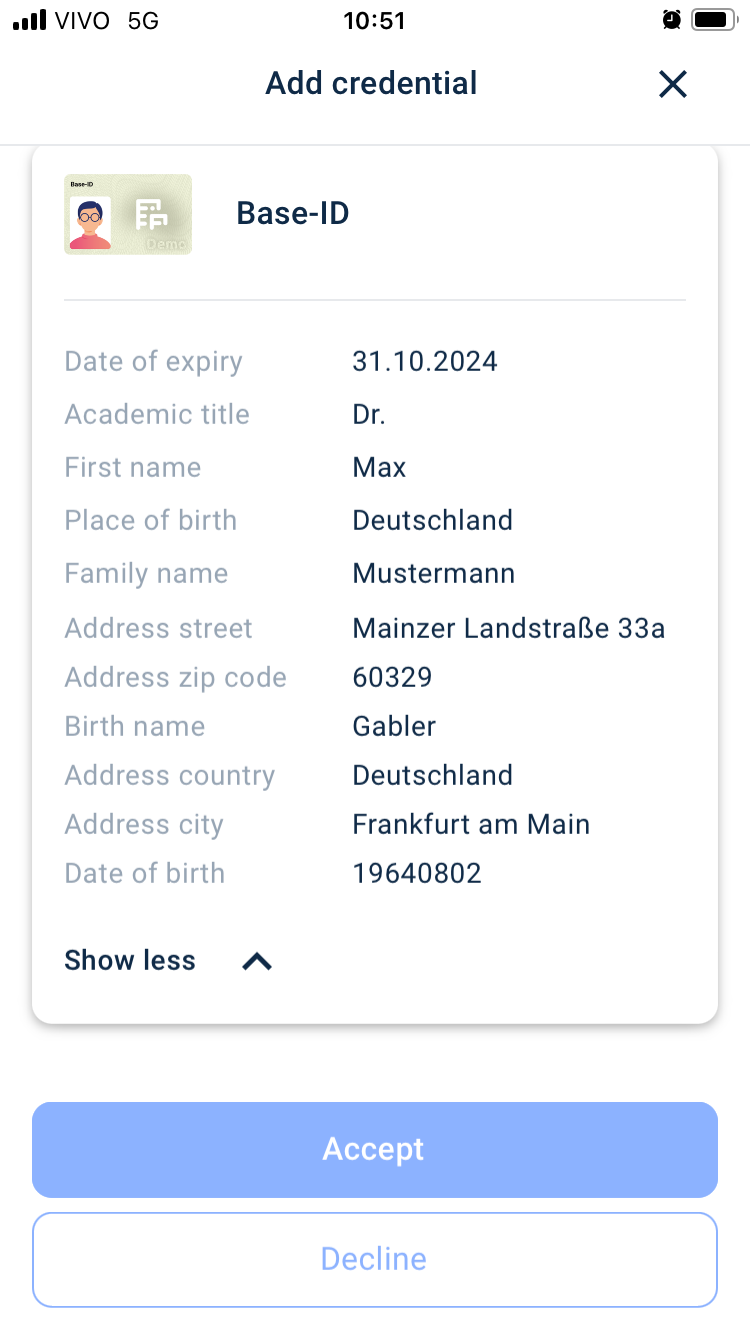 VIVO 5G 10:51
Add credential
Base-ID
Demo
Base-ID
Date of expiry 31.10.2024
Academic title Dr.
First name Max
Place of birth Deutschland
Family name Mustermann
Address street Mainzer Landstraße 33a
Address zip code 60329
Birth name Gabler
Address country Deutschland
Address city Frankfurt am Main
Date of birth 19640802
Show less
Accept
Decline